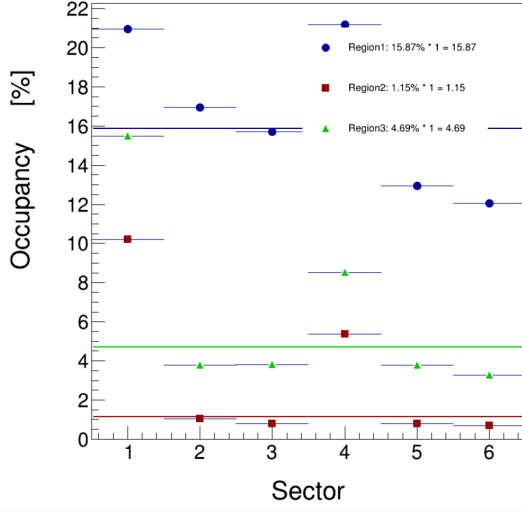 Occupancy [%]
22
20
18
16
14
12
10
8
6
4
2
0
Region1: 15.87% * 1 = 15.87
Region2: 1.15% * 1 = 1.15
Region3: 4.69% * 1 = 4.69
1 2 3 4 5 6
Sector